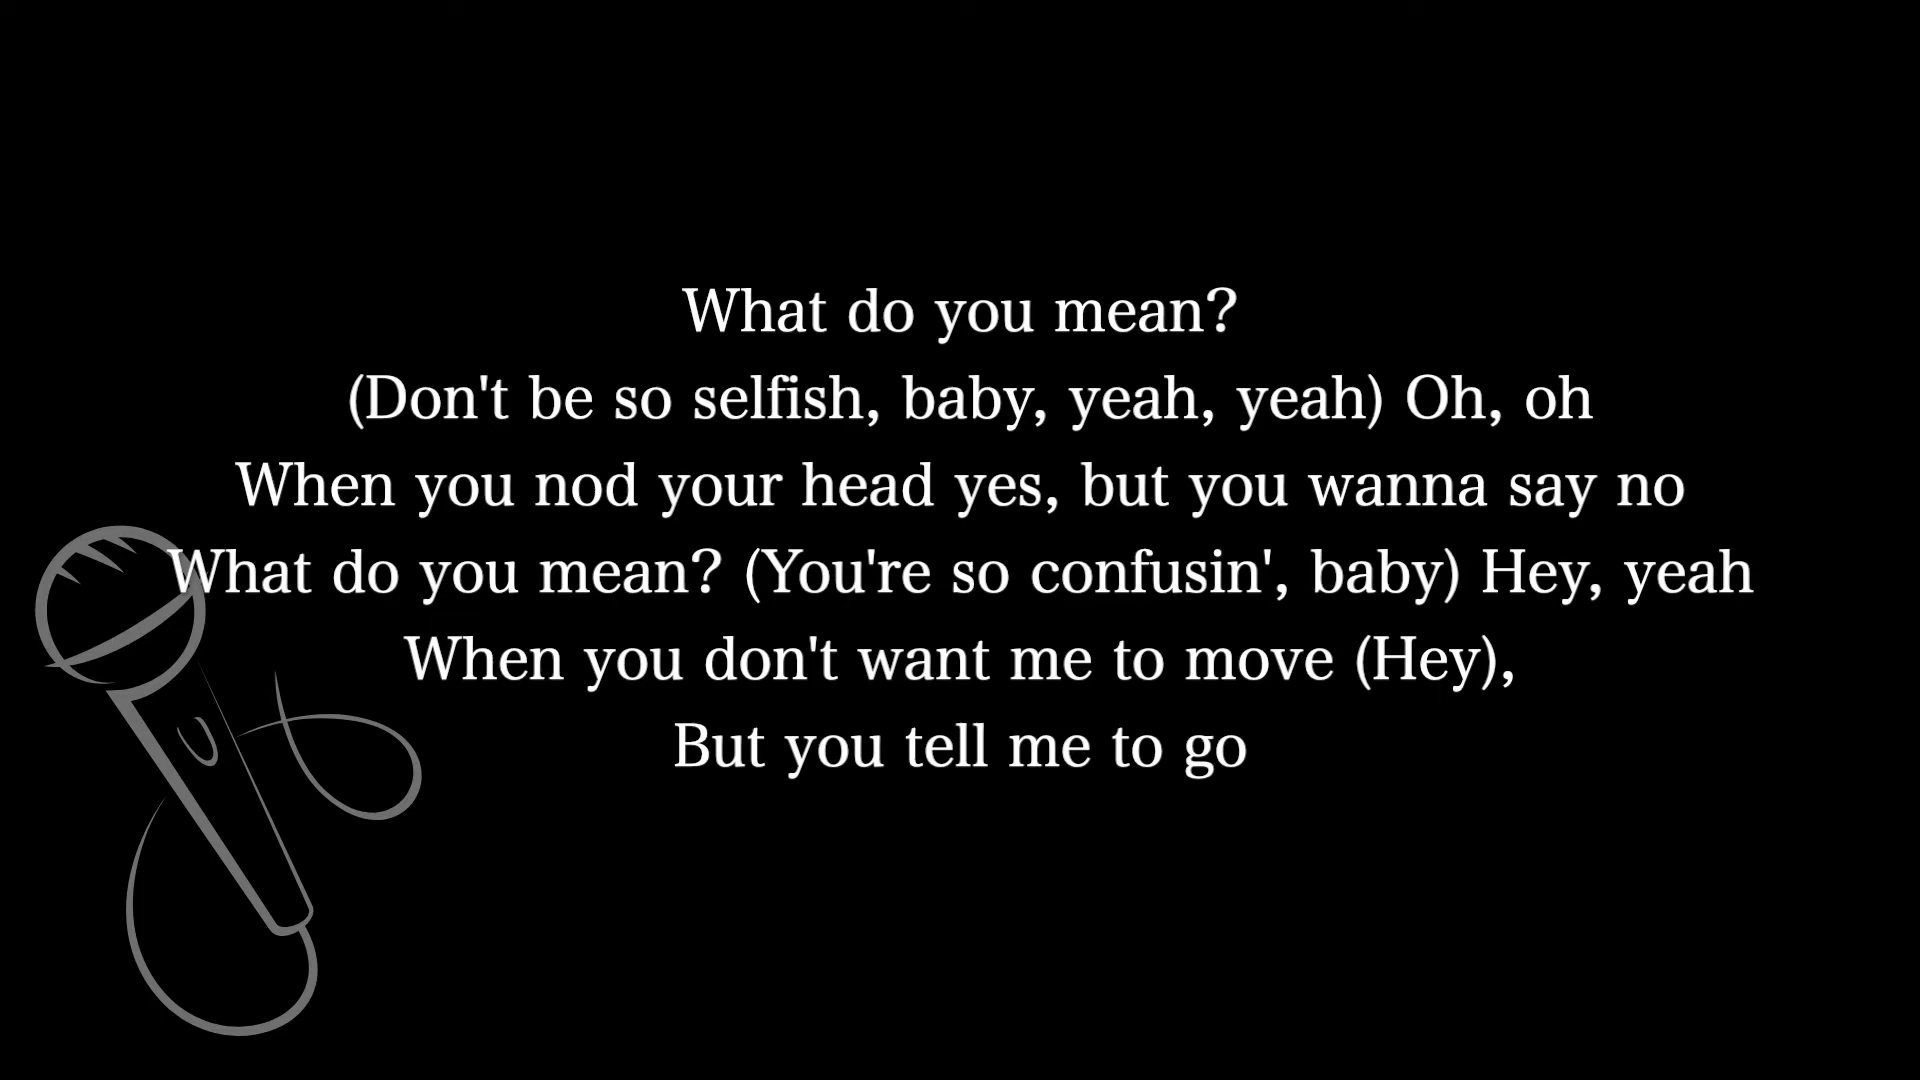 What do you mean?
(Don't be so selfish, baby, yeah, yeah) Oh, oh
When you nod your head yes, but you wanna say no
What do you mean? (You're so confusin', baby) Hey, yeah
When you don't want me to move (Hey),
But you tell me to go